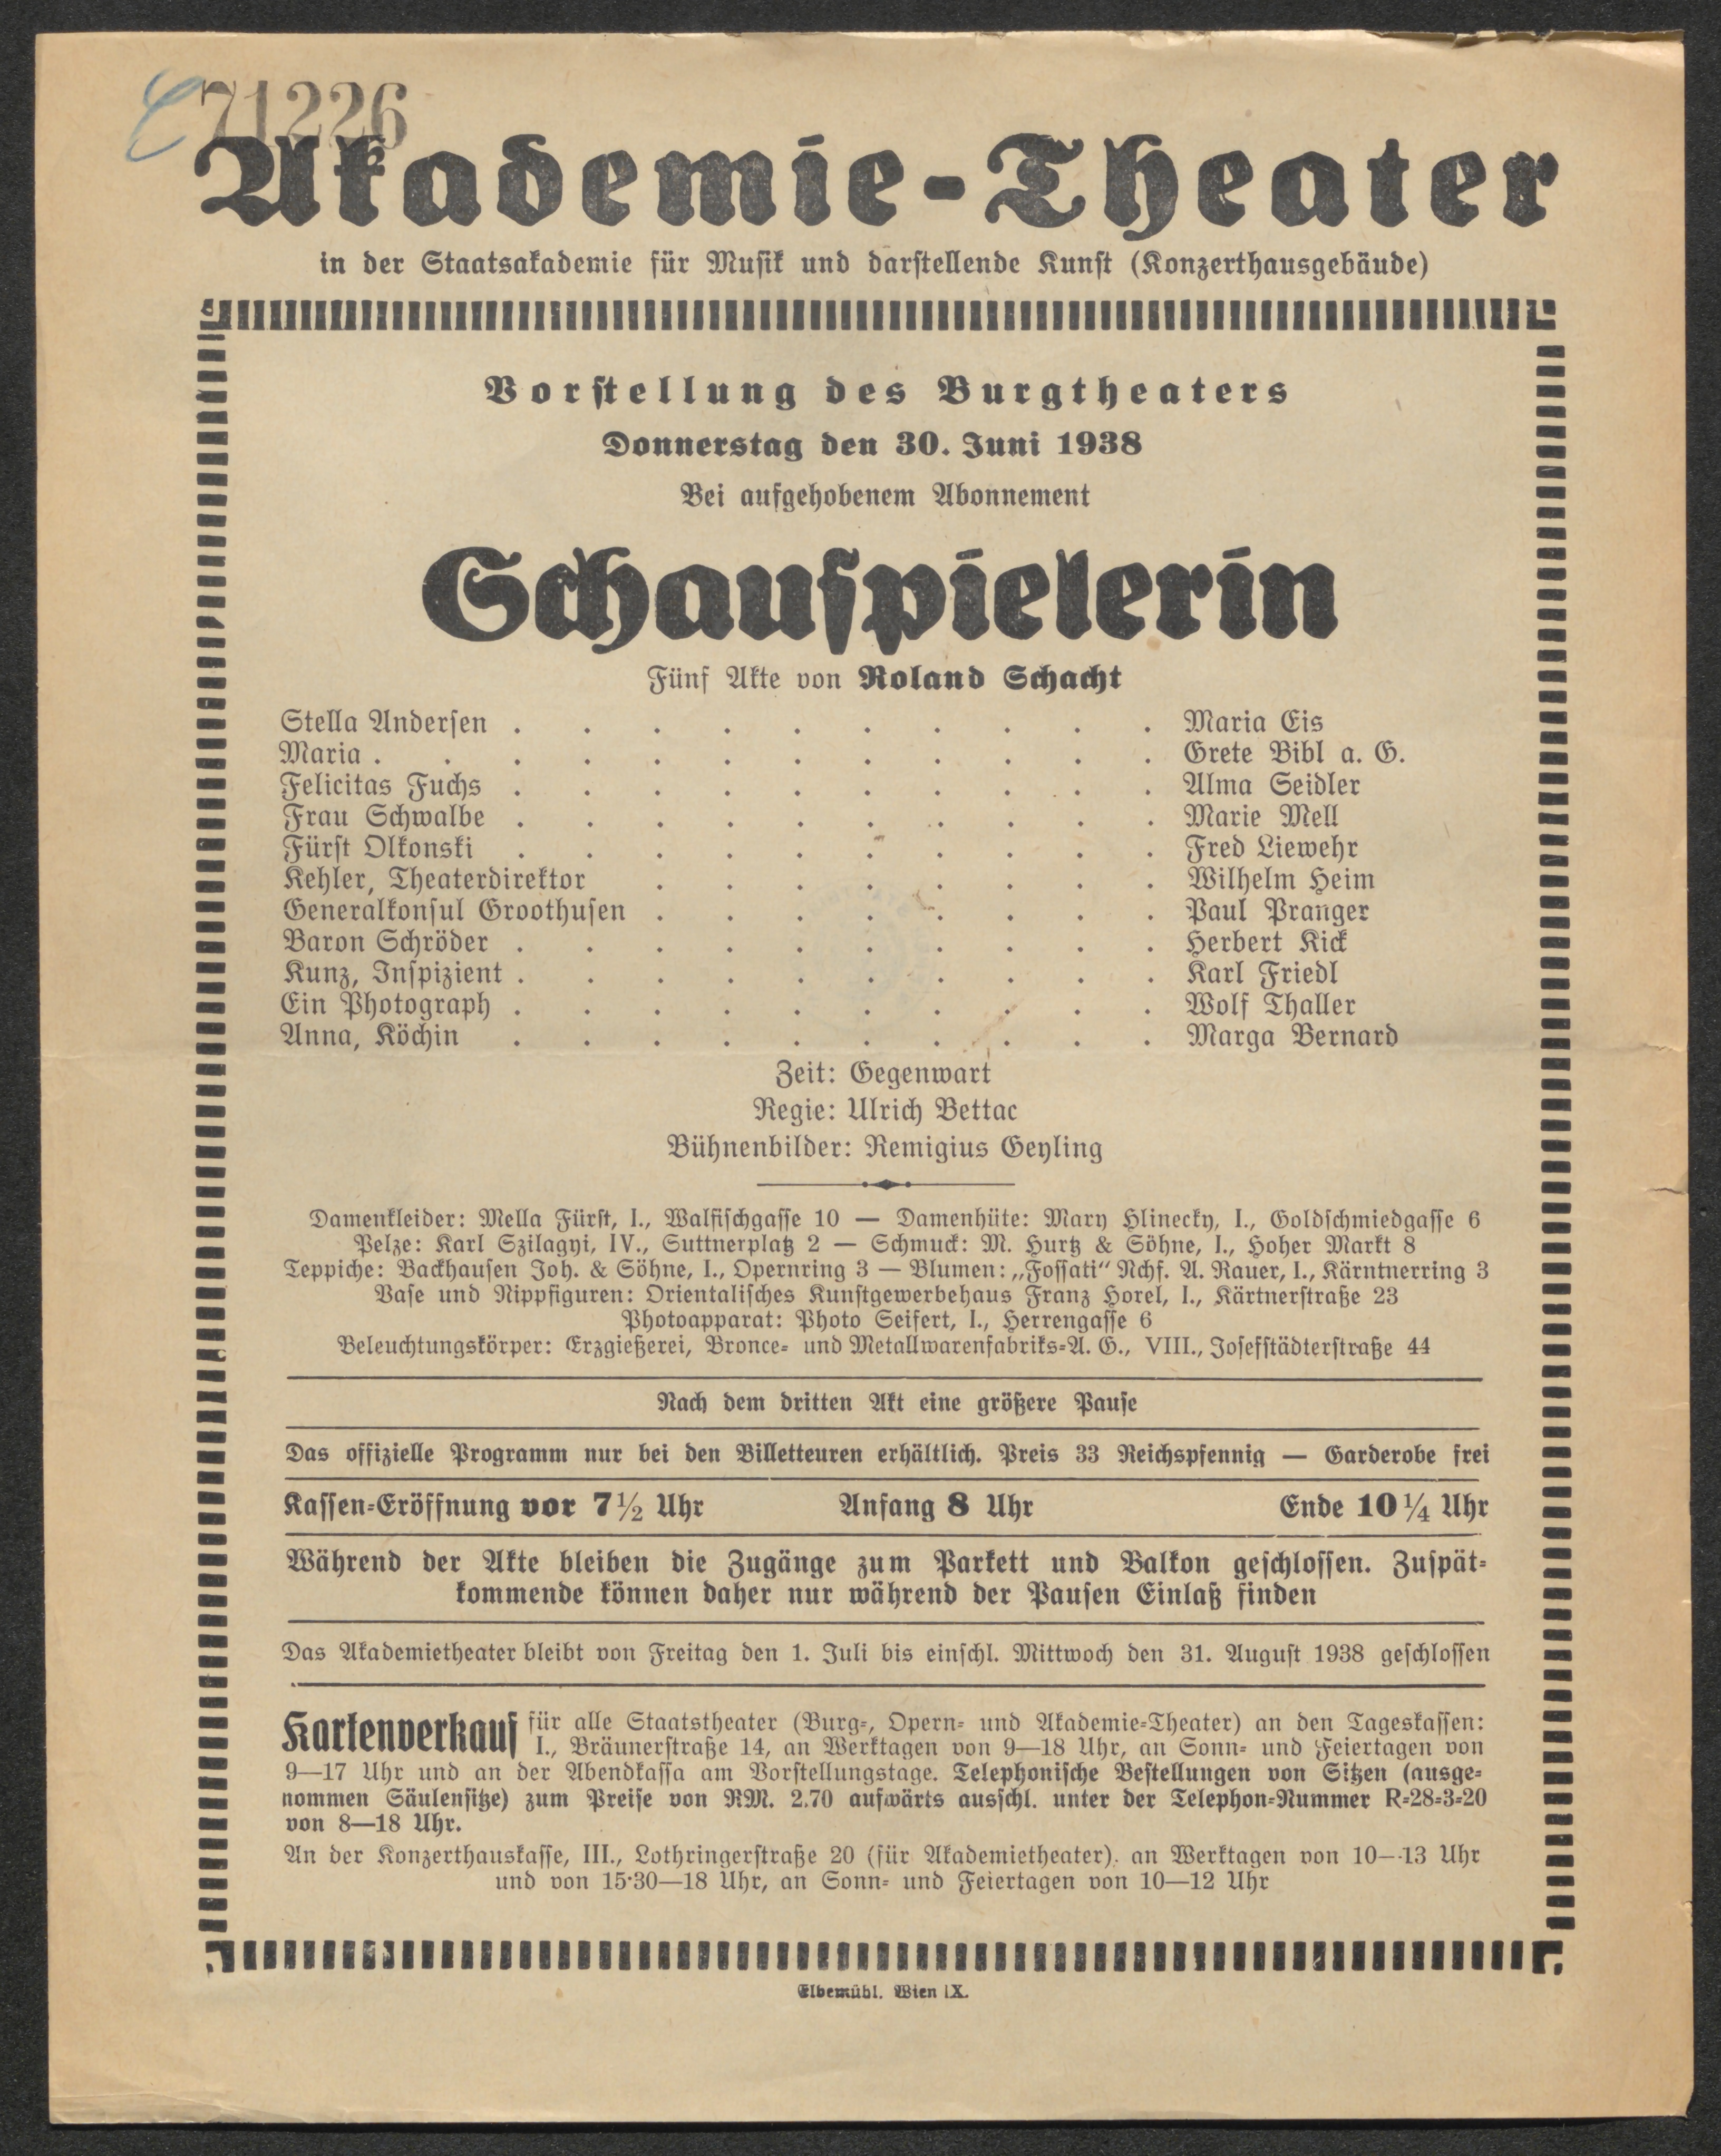 71226
Akademie-Theater
in der Staatsakademie für Musik und darstellende Kunst (Konzerthausgebäude)
Vorstellung des Burgtheaters
Donnerstag den 30. Juni 1938
Bei aufgehobenem Abonnement
Schauspielerin
Fünf Akte von Roland Schacht
Stella Andersen . . . . . . . . . . Maria Eis
Maria . . . . . . . . . . . . Grete Bibl a. G.
Felicitas Fuchs . . . . . . . . . . Alma Seidler
Frau Schwalbe . . . . . . . . . . Marie Mell
Fürst Olkonski . . . . . . . . . . Fred Liewehr
Kehler, Theaterdirektor . . . . . . . . Wilhelm Heim
Generalkonsul Groothusen . . . . . . . . Paul Pranger
Baron Schröder . . . . . . . . . . Herbert Kick
Kunz, Inspizient . . . . . . . . . . Karl Friedl
Ein Photograph . . . . . . . . . . Wolf Thaller
Anna, Köchin . . . . . . . . . . Marga Bernard
Zeit: Gegenwart
Regie: Ulrich Bettac
Bühnenbilder: Remigius Geyling
Damenkleider: Mella Fürst, I., Walfischgasse 10 — Damenhüte: Mary Hlinecky, I., Goldschmiedgasse 6
Pelze: Karl Szilagyi, IV., Suttnerplatz 2 — Schmuck: M. Hurtz & Söhne, I., Hoher Markt 8
Teppiche: Backhausen Joh. & Söhne, I., Opernring 3 — Blumen: „Fossati“ Nchf. A. Rauer, I., Kärntnerring 3
Vase und Nippfiguren: Orientalisches Kunstgewerbehaus Franz Horel, I., Kärtnerstraße 23
Photoapparat: Photo Seifert, I., Herrengasse 6
Beleuchtungskörper: Erzgießerei, Bronce- und Metallwarenfabriks-A. G., VIII., Josefstädterstraße 44
Nach dem dritten Akt eine größere Pause
Das offizielle Programm nur bei den Billetteuren erhältlich. Preis 33 Reichspfennig — Garderobe frei
Kassen-Eröffnung vor 7½ Uhr Anfang 8 Uhr Ende 10¼ Uhr
Während der Akte bleiben die Zugänge zum Parkett und Balkon geschlossen. Zuspät-
kommende können daher nur während der Pausen Einlaß finden
Das Akademietheater bleibt von Freitag den 1. Juli bis einschl. Mittwoch den 31. August 1938 geschlossen
Kartenverkauf für alle Staatstheater (Burg-, Opern- und Akademie-Theater) an den Tageskassen:
I., Bräunerstraße 14, an Werktagen von 9—18 Uhr, an Sonn- und Feiertagen von
9—17 Uhr und an der Abendkassa am Vorstellungstage. Telephonische Bestellungen von Sitzen (ausge-
nommen Säulensitze) zum Preise von RM. 2.70 aufwärts ausschl. unter der Telephon-Nummer R-28-3-20
von 8—18 Uhr.
An der Konzerthauskasse, III., Lothringerstraße 20 (für Akademietheater). an Werktagen von 10—13 Uhr
und von 15·30—18 Uhr, an Sonn- und Feiertagen von 10—12 Uhr
Elbemühl. Wien IX.